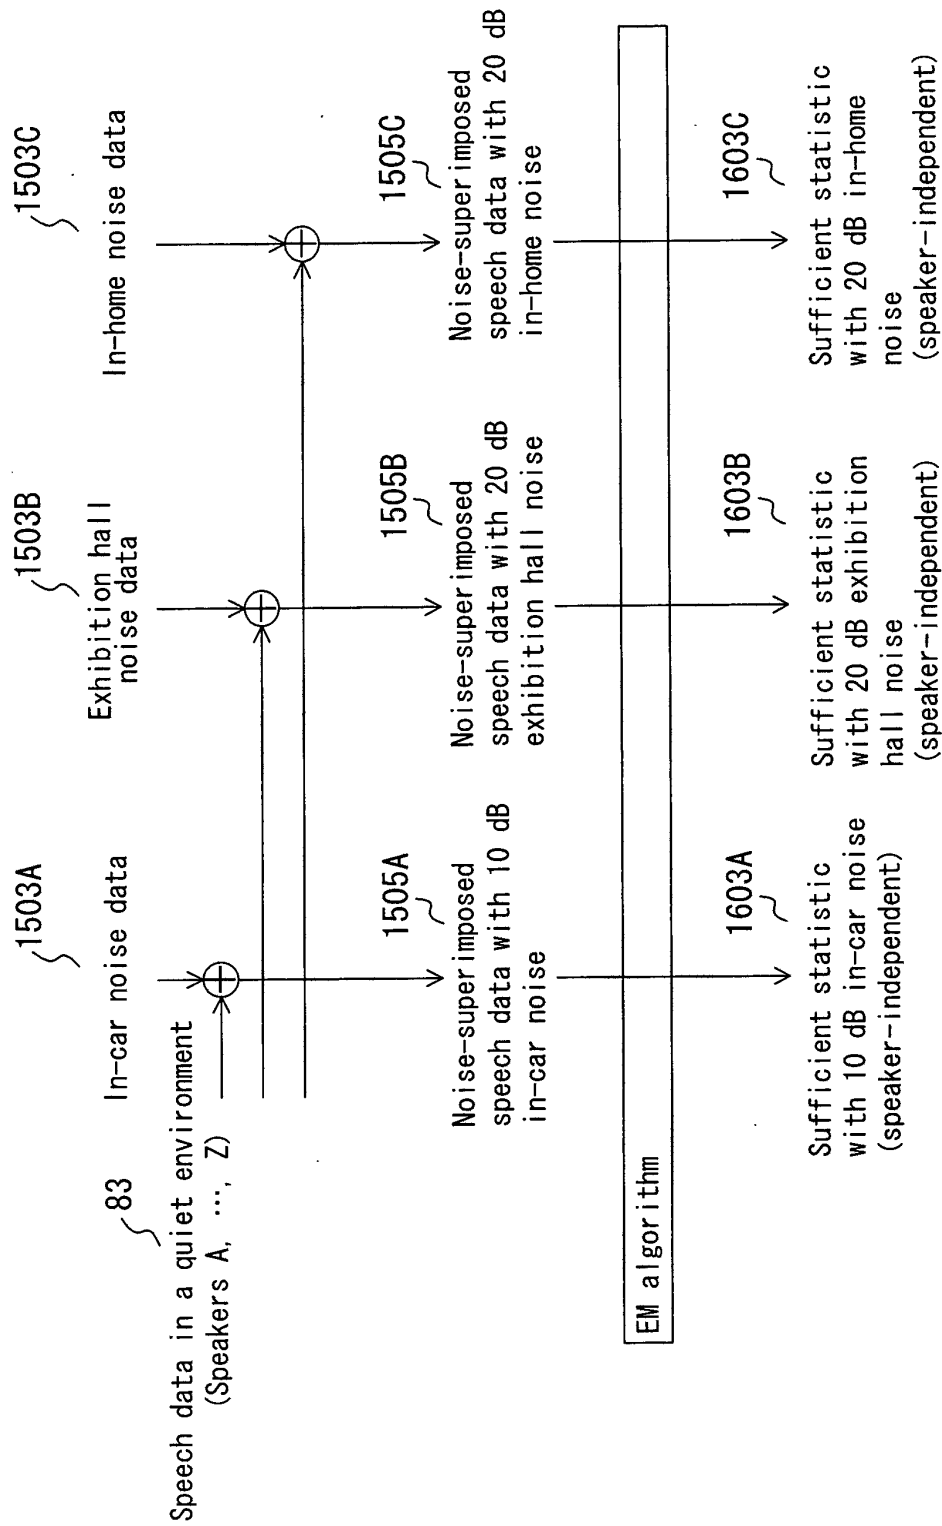 1503A
In-car noise data
1503B
Exhibition hall
noise data
1503C
In-home noise data
83
Speech data in a quiet environment
(Speakers A, ···, Z)
1505A
Noise-superimposed
speech data with 10 dB
in-car noise
1505B
Noise-superimposed
speech data with 20 dB
exhibition hall noise
1505C
Noise-superimposed
speech data with 20 dB
in-home noise
EM algorithm
1603A
Sufficient statistic
with 10 dB in-car noise
(speaker-independent)
1603B
Sufficient statistic
with 20 dB exhibition
hall noise
(speaker-independent)
1603C
Sufficient statistic
with 20 dB in-home
noise
(speaker-independent)